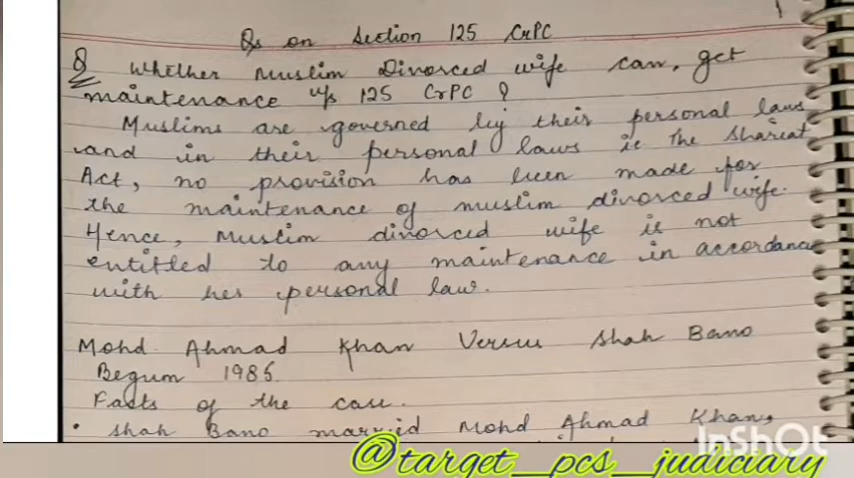 1
Qs on Section 125 CrPC
Q Whether Muslim Divorced wife can, get
maintenance u/s 125 CrPC ?
Muslims are governed by their personal laws
and in their personal laws ie the Shariat
Act, no provision has been made for
the maintenance of muslim divorced wife.
Hence, Muslim divorced wife is not
entitled to any maintenance in accordance
with her personal law.
Mohd Ahmad Khan Versus Shah Bano
Begum 1985.
Facts of the case.
• Shah Bano married Mohd Ahmad Khan,
InShOt
@target_pcs_judiciary